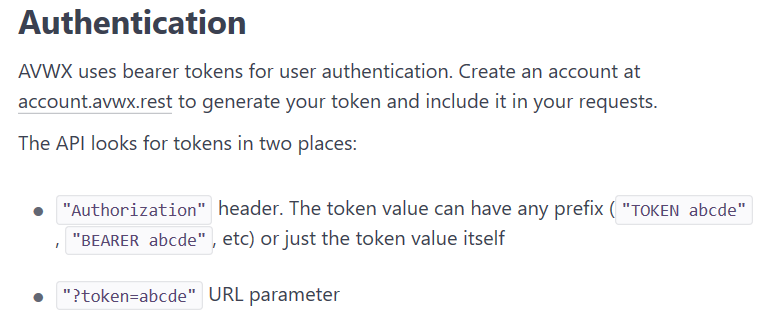 Authentication
AVWX uses bearer tokens for user authentication. Create an account at
account.avwx.rest to generate your token and include it in your requests.
The API looks for tokens in two places:
● "Authorization" header. The token value can have any prefix ( "TOKEN abcde"
, "BEARER abcde" , etc) or just the token value itself
● "?token=abcde" URL parameter